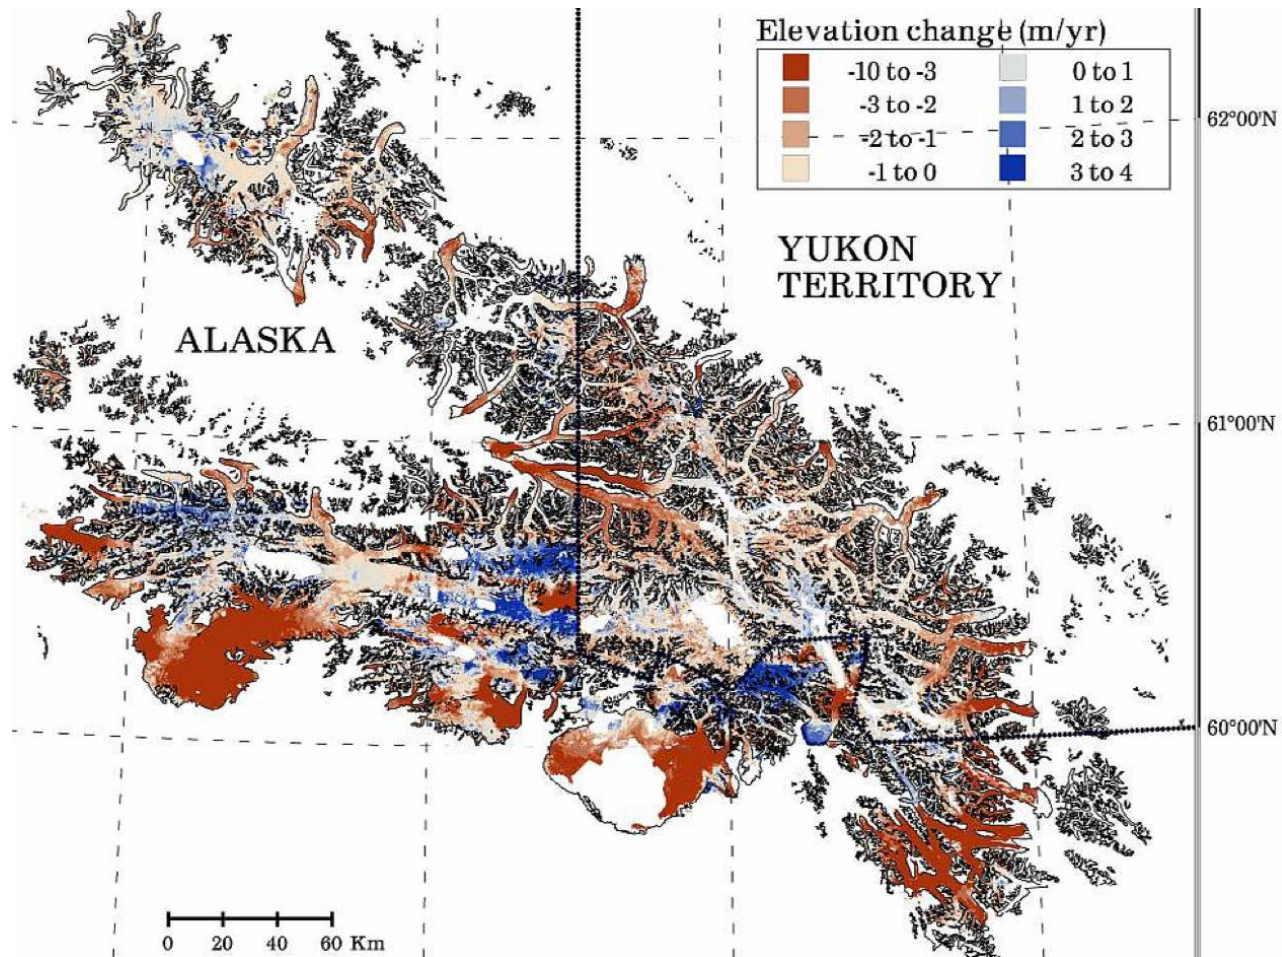 Elevation change (m/yr)
-10 to -3
0 to 1
-3 to -2
1 to 2
-2 to -1
2 to 3
-1 to 0
3 to 4
62°00'N
YUKON
TERRITORY
ALASKA
61°00'N
60°00'N
0 20 40 60 Km